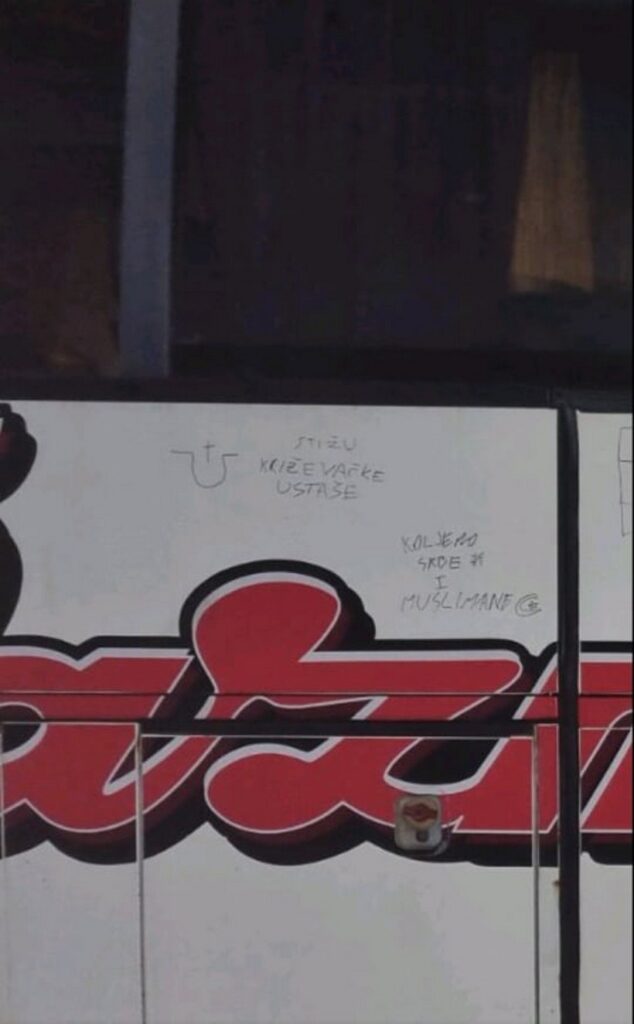 STIŽU
KRIŽEVAČKE
USTAŠE
KOLJEMO
SRBE
I
MUSLIMANE